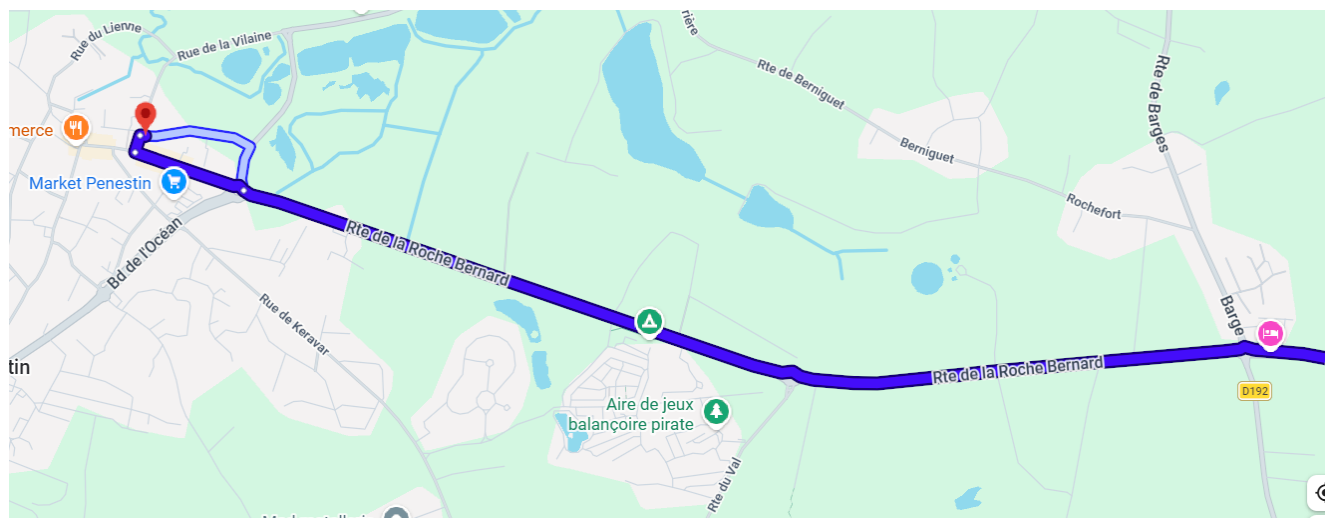 Rue du Lienne
Rue de la Vilaine
rière
Rte de Berniguet
Rte de Barges
merce
Berniguet
Market Penestin
Rochefort
Bd de l'Océan
Rte de la Roche Bernard
Rue de Keravar
Barge
tin
Rte de la Roche Bernard
D192
Aire de jeux
balançoire pirate
Rte du Val